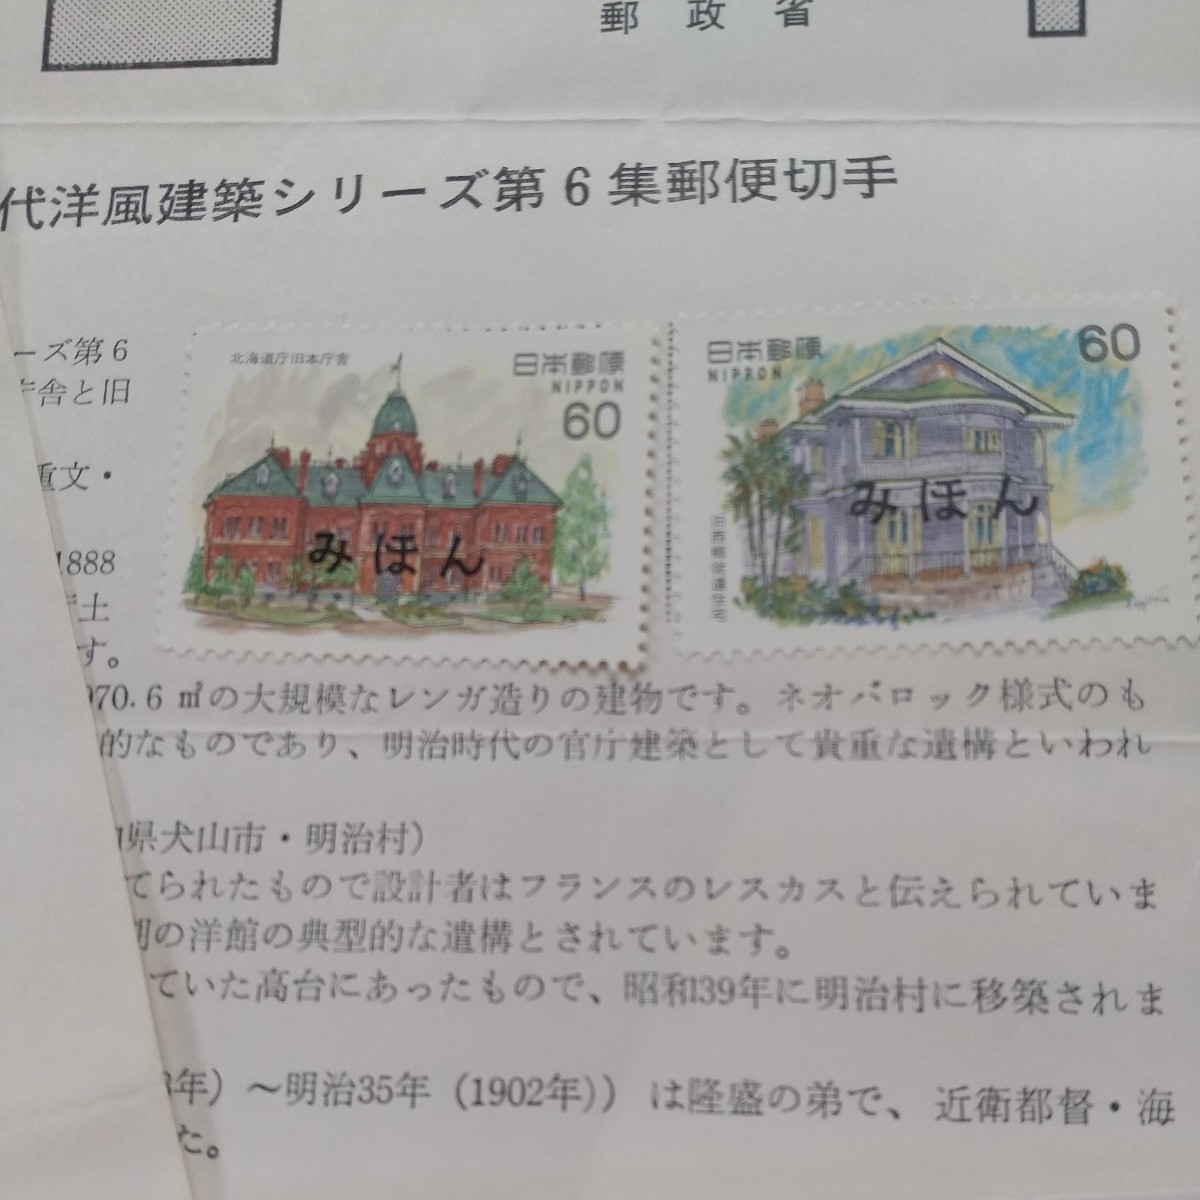 郵政省
代洋風建築シリーズ第6集郵便切手
ーズ第6
舎と旧
重文・
1888
土
す。
北海道庁旧本庁舎
日本郵便
NIPPON
60
みほん
日本郵便
NIPPON
60
旧西郷従道住宅
みほん
970.6㎡の大規模なレンガ造りの建物です。ネオバロック様式のも
的なものであり、明治時代の官庁建築として貴重な遺構といわれ
県犬山市・明治村)
てられたもので設計者はフランスのレスカスと伝えられていま
期の洋館の典型的な遺構とされています。
ていた高台にあったもので、昭和39年に明治村に移築されま
3年)～明治35年(1902年))は隆盛の弟で、近衛都督・海
た。